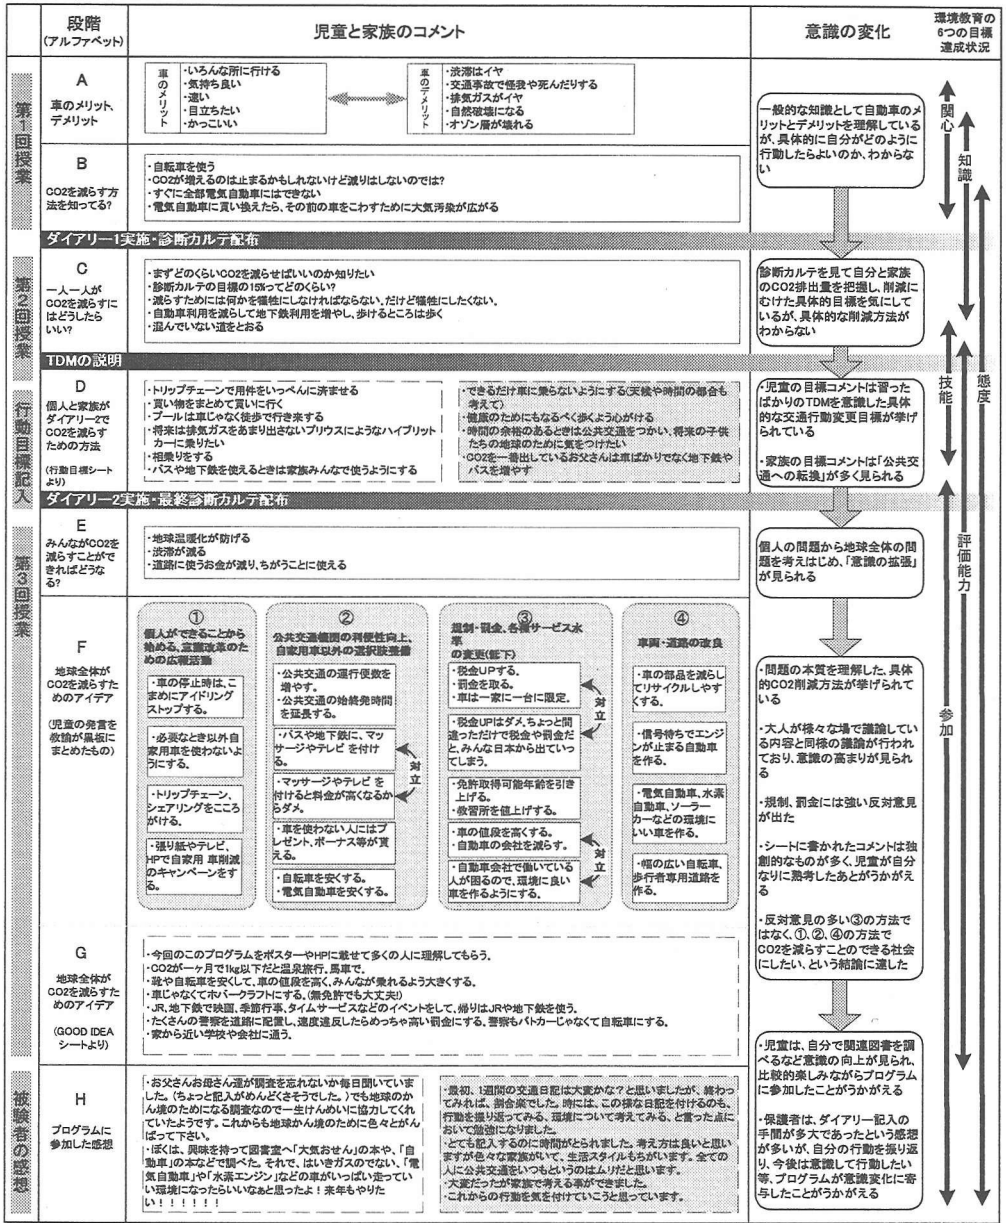 段階
(アルファベット)
児童と家族のコメント
意識の変化
環境教育の
6つの目標
達成状況
第1回授業
A
車のメリット、
デメリット
車のメリット
・いろんな所に行ける
・気持ち良い
・速い
・目立ちたい
・かっこいい
車のデメリット
・渋滞はイヤ
・交通事故で怪我や死んだりする
・排気ガスがイヤ
・自然破壊になる
・オゾン層が壊れる
B
CO2を減らす方
法を知ってる?
・自転車を使う
・CO2が増えるのは止まるかもしれないけど減りはしないのでは?
・すぐに全部電気自動車にはできない
・電気自動車に買い換えたら、その前の車をこわすために大気汚染が広がる
一般的な知識として自動車のメ
リットとデメリットを理解している
が、具体的に自分がどのように
行動したらよいのか、わから
ない
ダイアリー1実施・診断カルテ配布
第2回授業
C
一人一人が
CO2を減らすに
はどうしたら
いい?
・まずどのくらいCO2を減らせばいいのか知りたい
・診断カルテの目標の15%ってどのくらい?
・減らすためには何かを犠牲にしなければならない、だけど犠牲にしたくない。
・自動車利用を減らして地下鉄利用を増やし、歩けるところは歩く
・混んでいない道をとおる
診断カルテを見て自分と家族
のCO2排出量を把握し、削減に
むけた具体的目標を気にして
いるが、具体的な削減方法が
わからない
TDMの説明
行動目標記入
D
個人と家族が
ダイアリー2で
CO2を減らす
ための方法
(行動目標シート
より)
・トリップチェーンで用件をいっぺんに済ませる
・買い物をまとめて買いに行く
・プールは車じゃなく徒歩で行き来する
・将来は排気ガスをあまり出さないプリウスにようなハイブリット
カーに乗りたい
・相乗りをする
・バスや地下鉄を使えるときは家族みんなで使うようにする
・できるだけ車に乗らないようにする(天候や時間の都合も
考えて)
・健康のためにもなるべく歩くよう心がける
・時間の余裕のあるときは公共交通をつかい、将来の子供
たちの地球のために気をつけたい
・CO2を一番出しているお父さんは車ばかりでなく地下鉄や
バスを増やす
・児童の目標コメントは習った
ばかりのTDMを意識した具体
的な交通行動変更目標が挙げ
られている
・家族の目標コメントは「公共交
通への転換」が多く見られる
ダイアリー2実施・最終診断カルテ配布
第3回授業
E
みんながCO2を
減らすことがで
きればどうな
る?
・地球温暖化が防げる
・渋滞が減る
・道路に使うお金が減り、ちがうことに使える
個人の問題から地球全体の問
題を考えはじめ、「意識の拡張」
が見られる
F
地球全体が
CO2を減らすた
めのアイデア
(児童の発言を
教諭が黒板に
まとめたもの)
①
個人ができることから
始める、意識改革のた
めの広報活動
・車の停止時は、こ
まめにアイドリング
ストップする。
・必要なとき以外自
家用車を使わないよ
うにする。
・トリップチェーン、
シェアリングをこころ
がける。
・張り紙やテレビ、
HPで自家用 車削減
のキャンペーンをす
る。
②
公共交通機関の利便性向上、
自家用車以外の選択肢整備
・公共交通の運行便数を
増やす。
・公共交通の始終発時間
を延長する。
・バスや地下鉄に、マッ
サージやテレビ を付け
る。
・マッサージやテレビ を
付けると料金が高くなるか
らダメ。
対立
・車を使わない人にはプ
レゼント、ボーナス等が貰
える。
・自転車を安くする。
・電気自動車を安くする。
③
規制・罰金、各種サービス水
準
の変更(低下)
・税金UPする。
・罰金を取る。
・車は一家に一台に限定。
・税金UPはダメ、ちょっと間
違っただけで税金や罰金だ
と、みんな日本から出ていっ
てしまう。
対立
・免許取得可能年齢を引き
上げる。
・教習所を値上げする。
・車の値段を高くする。
・自動車の会社を減らす。
・自動車会社で働いている
人が困るので、環境に良い
車を作るようにする。
対立
④
車両・道路の改良
・車の部品を減らし
てリサイクルしやす
くする。
・信号待ちでエンジ
ンが止まる自動車
を作る。
・電気自動車、水素
自動車、ソーラー
カーなどの環境に
いい車を作る。
・幅の広い自転車、
歩行者専用道路を
作る。
・問題の本質を理解した、具体
的CO2削減方法が挙げられて
いる
・大人が様々な場で議論してい
る内容と同様の議論が行われ
ており、意識の高まりが見られ
る
・規制、罰金には強い反対意見
が出た
・シートに書かれたコメントは独
創的なものが多く、児童が自分
なりに熟考したあとがうかがえ
る
・反対意見の多い③の方法で
はなく、①、②、④の方法で
CO2を減らすことのできる社会
にしたい、という結論に達した
G
地球全体が
CO2を減らすた
めのアイデア
(GOOD IDEA
シートより)
・今回のこのプログラムをポスターやHPに載せて多くの人に理解してもらう。
・CO2が一ヶ月で1kg以下だと温泉旅行。馬車で。
・靴や自転車を安くして、車の値段を高く、みんなが乗れるよう大きくする。
・車じゃなくてホバークラフトにする。(無免許でも大丈夫!)
・JR、地下鉄で映画、季節行事、タイムサービスなどのイベントをして、帰りはJRや地下鉄を使う。
・たくさんの警察を道路に配置し、速度違反したらめっちゃ高い罰金にする。警察もパトカーじゃなくて自転車にする。
・家から近い学校や会社に通う。
被験者の感想
H
プログラムに
参加した感想
・お父さんお母さん達が調査を忘れないか毎日聞いていま
した。(ちょっと記入がめんどくさそうでした。)でも地球のか
ん境のためになる調査なので一生けんめいに協力してくれ
ていたようです。これからも地球かん境のために色々とがん
ばって下さい。
・ぼくは、興味を持って図書室へ「大気おせん」の本や、「自
動車」の本などで調べた。それで、はいきガスのでない、「電
気自動車」や「水素エンジン」などの車がいっぱい走ってい
い環境になったらいいなぁと思ったよ!来年もやりた
い!!!!!!
・最初、1週間の交通日記は大変かな?と思いましたが、終わっ
てみれば、割合楽でした。時には、この様な日記を付けるのも、
行動を振り返ってみる、環境について考えてみる、と言った点に
おいて勉強になりました。
・とても記入するのに時間がとられました。考え方は良いと思い
ますが色々な家族がいて、生活スタイルもちがいます。全ての
人に公共交通をいつもというのはムリだと思います。
・大変だったが家族で考える事ができました。
・これからの行動を気を付けていこうと思っています。
・児童は、自分で関連図書を調
べるなど意識の向上が見られ、
比較的楽しみながらプログラム
に参加したことがうかがえる
・保護者は、ダイアリー記入の
手間が多大であったという感想
が多いが、自分の行動を振り返
り、今後は意識して行動したい
等、プログラムが意識変化に寄
与したことがうかがえる
関心
知識
態度
技能
評価能力
参加